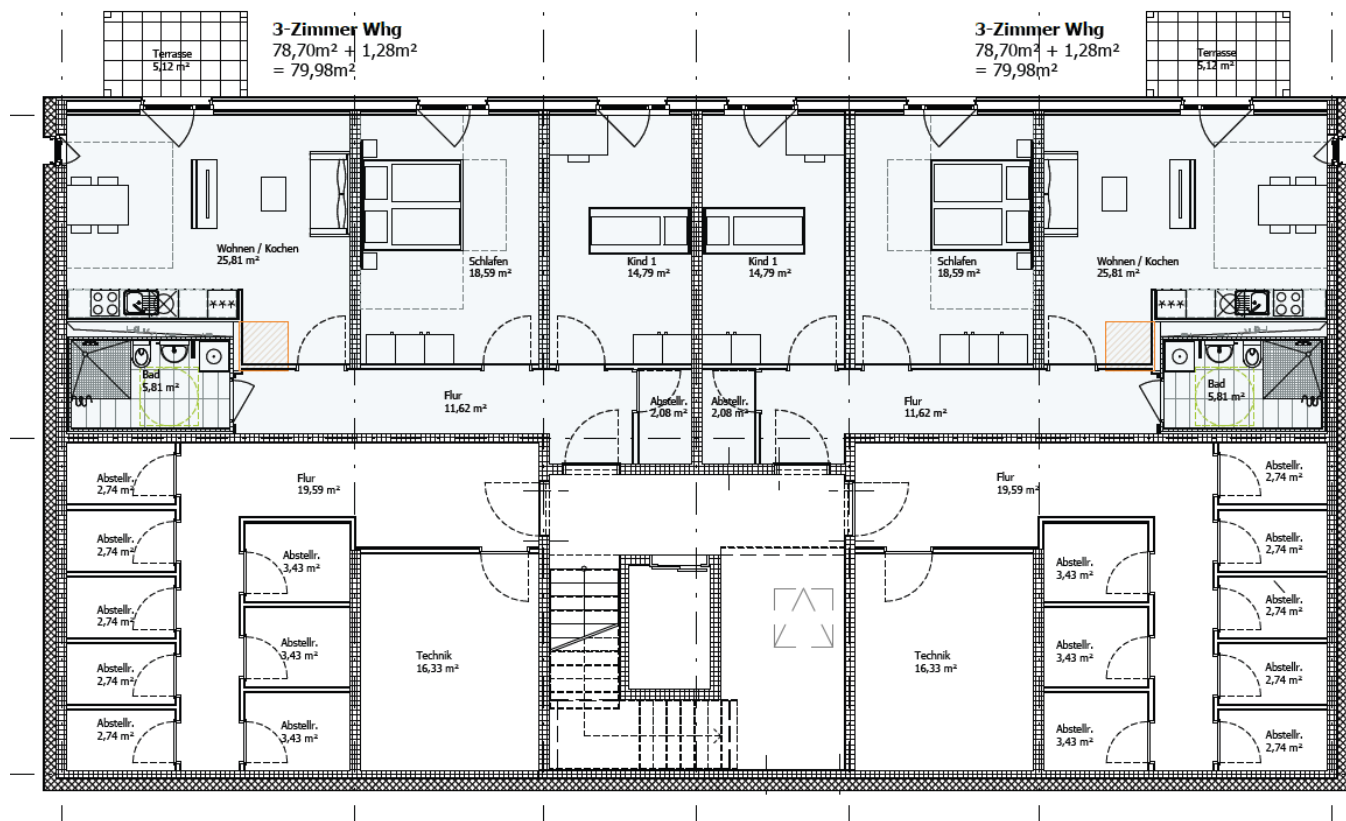 3-Zimmer Whg
78,70m² + 1,28m²
= 79,98m²
3-Zimmer Whg
78,70m² + 1,28m²
= 79,98m²
Terrasse
5,12 m²
Terrasse
5,12 m²
Wohnen / Kochen
25,81 m²
Schlafen
18,59 m²
Kind 1
14,79 m²
Kind 1
14,79 m²
Schlafen
18,59 m²
Wohnen / Kochen
25,81 m²
Bad
5,81 m²
Flur
11,62 m²
Abstellr.
2,08 m²
Abstellr.
2,08 m²
Flur
11,62 m²
Bad
5,81 m²
Abstellr.
2,74 m²
Flur
19,59 m²
Flur
19,59 m²
Abstellr.
2,74 m²
Abstellr.
2,74 m²
Abstellr.
3,43 m²
Abstellr.
3,43 m²
Abstellr.
2,74 m²
Abstellr.
2,74 m²
Abstellr.
2,74 m²
Abstellr.
2,74 m²
Abstellr.
3,43 m²
Technik
16,33 m²
Technik
16,33 m²
Abstellr.
3,43 m²
Abstellr.
2,74 m²
Abstellr.
2,74 m²
Abstellr.
3,43 m²
Abstellr.
3,43 m²
Abstellr.
2,74 m²